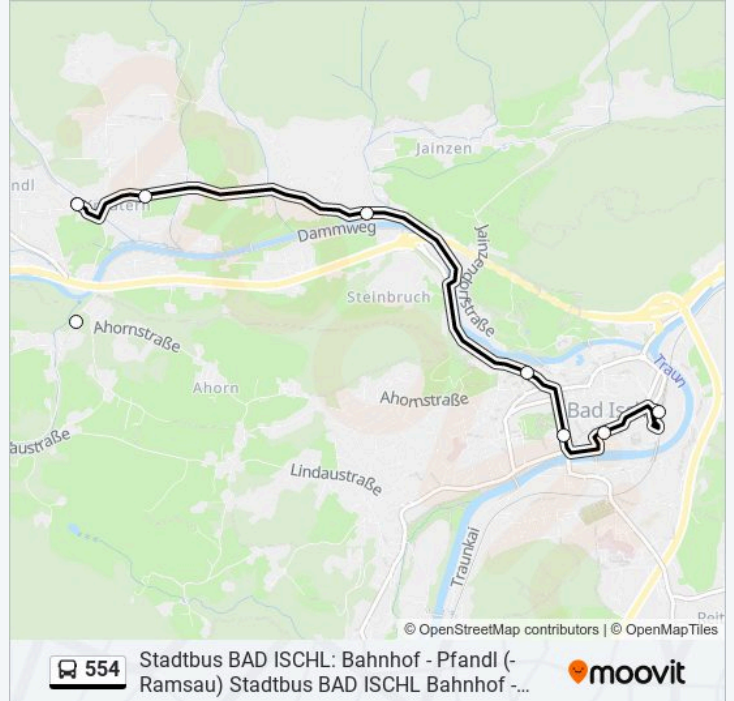 Jainzen
ndl
Dammweg
Jainzendorfstraße
Steinbruch
Ahornstraße
Traun
Ahorn
Ahornstraße
Bad
austraße
Lindaustraße
Traunkai
Reit
© OpenStreetMap contributors | © OpenMapTiles
554
Stadtbus BAD ISCHL: Bahnhof - Pfandl (-
Ramsau) Stadtbus BAD ISCHL Bahnhof -...
moovit